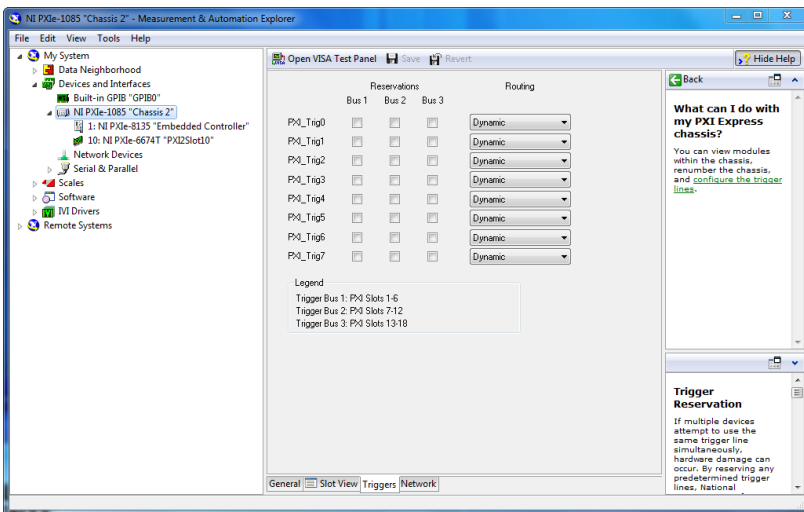 NI PXIe-1085 "Chassis 2" - Measurement & Automation Explorer
File Edit View Tools Help
My System
Data Neighborhood
Devices and Interfaces
Built-in GPIB "GPIB0"
NI PXIe-1085 "Chassis 2"
1: NI PXIe-8135 "Embedded Controller"
10: NI PXIe-6674T "PXI2Slot10"
Network Devices
Serial & Parallel
Scales
Software
IVI Drivers
Remote Systems
Open VISA Test Panel Save Revert
Hide Help
Reservations Routing
Bus 1 Bus 2 Bus 3
PXI_Trig0 Dynamic
PXI_Trig1 Dynamic
PXI_Trig2 Dynamic
PXI_Trig3 Dynamic
PXI_Trig4 Dynamic
PXI_Trig5 Dynamic
PXI_Trig6 Dynamic
PXI_Trig7 Dynamic
Legend
Trigger Bus 1: PXI Slots 1-6
Trigger Bus 2: PXI Slots 7-12
Trigger Bus 3: PXI Slots 13-18
General Slot View Triggers Network
Back
What can I do with
my PXI Express
chassis?
You can view modules
within the chassis,
renumber the chassis,
and configure the trigger
lines.
Trigger
Reservation
If multiple devices
attempt to use the
same trigger line
simultaneously,
hardware damage can
occur. By reserving any
predetermined trigger
lines, National